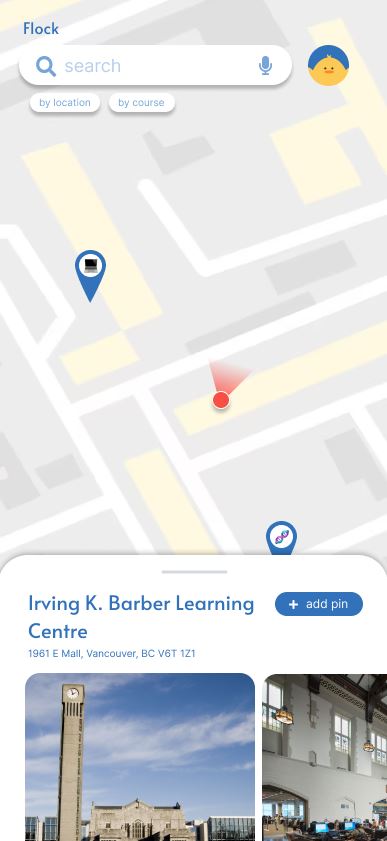 Flock
search
by location
by course
Irving K. Barber Learning
Centre
+ add pin
1961 E Mall, Vancouver, BC V6T 1Z1